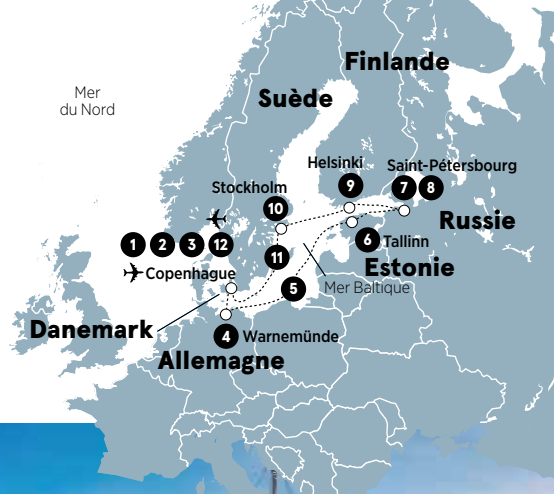 Finlande
Mer
du Nord
Suède
Helsinki
Saint-Pétersbourg
9
7 8
Stockholm
10
Russie
6 Tallinn
1 2 3 12
Copenhague
11
Estonie
5
Mer Baltique
Danemark
4 Warnemünde
Allemagne